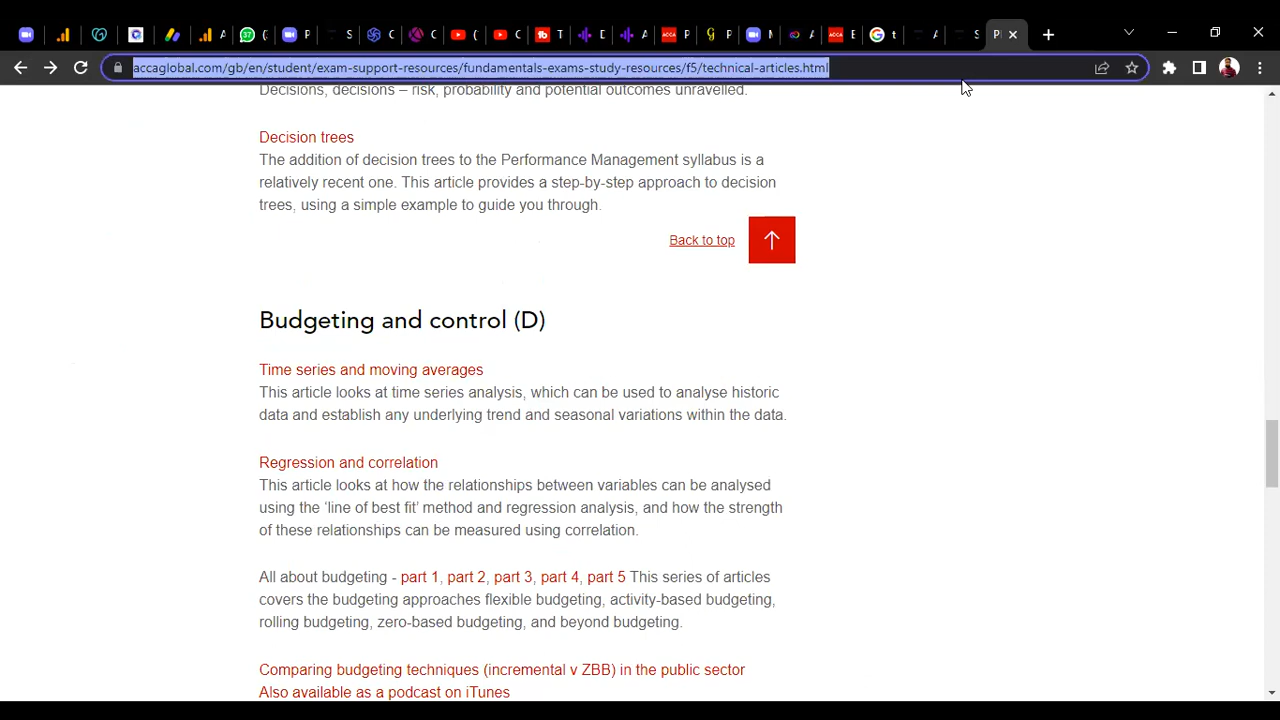 27
accaglobal.com/gb/en/student/exam-support-resources/fundamentals-exams-study-resources/f5/technical-articles.html
Decisions, decisions – risk, probability and potential outcomes unravelled.
Decision trees
The addition of decision trees to the Performance Management syllabus is a
relatively recent one. This article provides a step-by-step approach to decision
trees, using a simple example to guide you through.
Back to top
Budgeting and control (D)
Time series and moving averages
This article looks at time series analysis, which can be used to analyse historic
data and establish any underlying trend and seasonal variations within the data.
Regression and correlation
This article looks at how the relationships between variables can be analysed
using the ‘line of best fit’ method and regression analysis, and how the strength
of these relationships can be measured using correlation.
All about budgeting - part 1, part 2, part 3, part 4, part 5 This series of articles
covers the budgeting approaches flexible budgeting, activity-based budgeting,
rolling budgeting, zero-based budgeting, and beyond budgeting.
Comparing budgeting techniques (incremental v ZBB) in the public sector
Also available as a podcast on iTunes